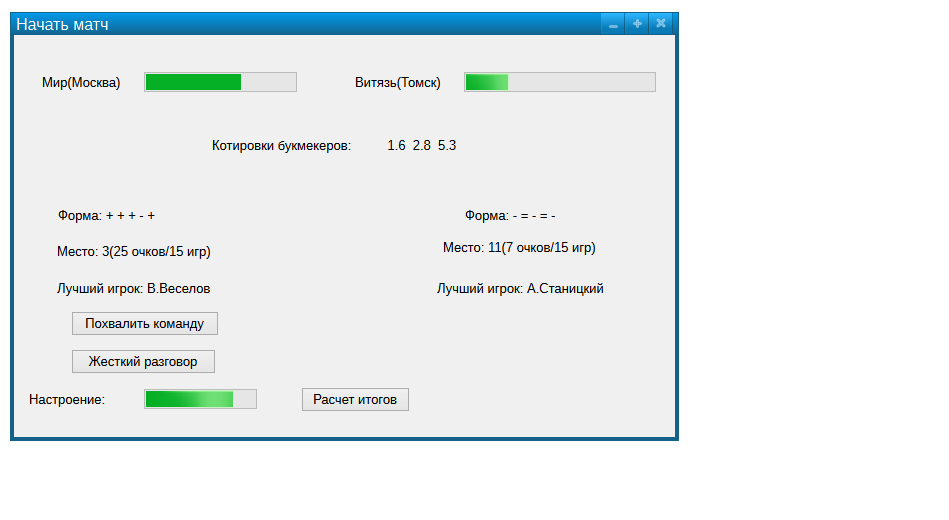 Начать матч
Мир(Москва) Витязь(Томск)
Котировки букмекеров: 1.6 2.8 5.3
Форма: + + + - + Форма: - = - = -
Место: 3(25 очков/15 игр) Место: 11(7 очков/15 игр)
Лучший игрок: В.Веселов Лучший игрок: А.Станицкий
Похвалить команду
Жесткий разговор
Настроение: Расчет итогов